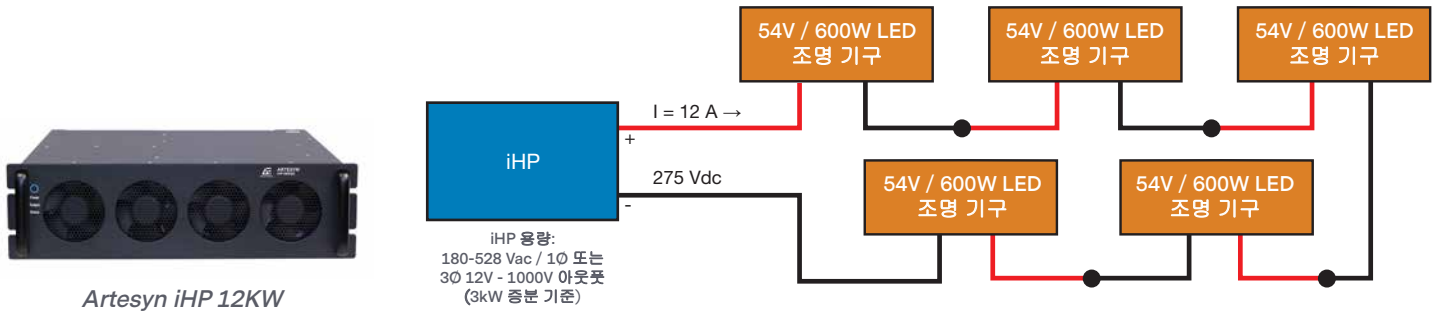 54V / 600W LED
조명 기구
54V / 600W LED
조명 기구
54V / 600W LED
조명 기구
I = 12 A →
+
iHP
275 Vdc
-
54V / 600W LED
조명 기구
54V / 600W LED
조명 기구
iHP 용량:
180-528 Vac / 1Ø 또는
3Ø 12V - 1000V 아웃풋
(3kW 증분 기준)
ARTESYN
Artesyn iHP 12KW